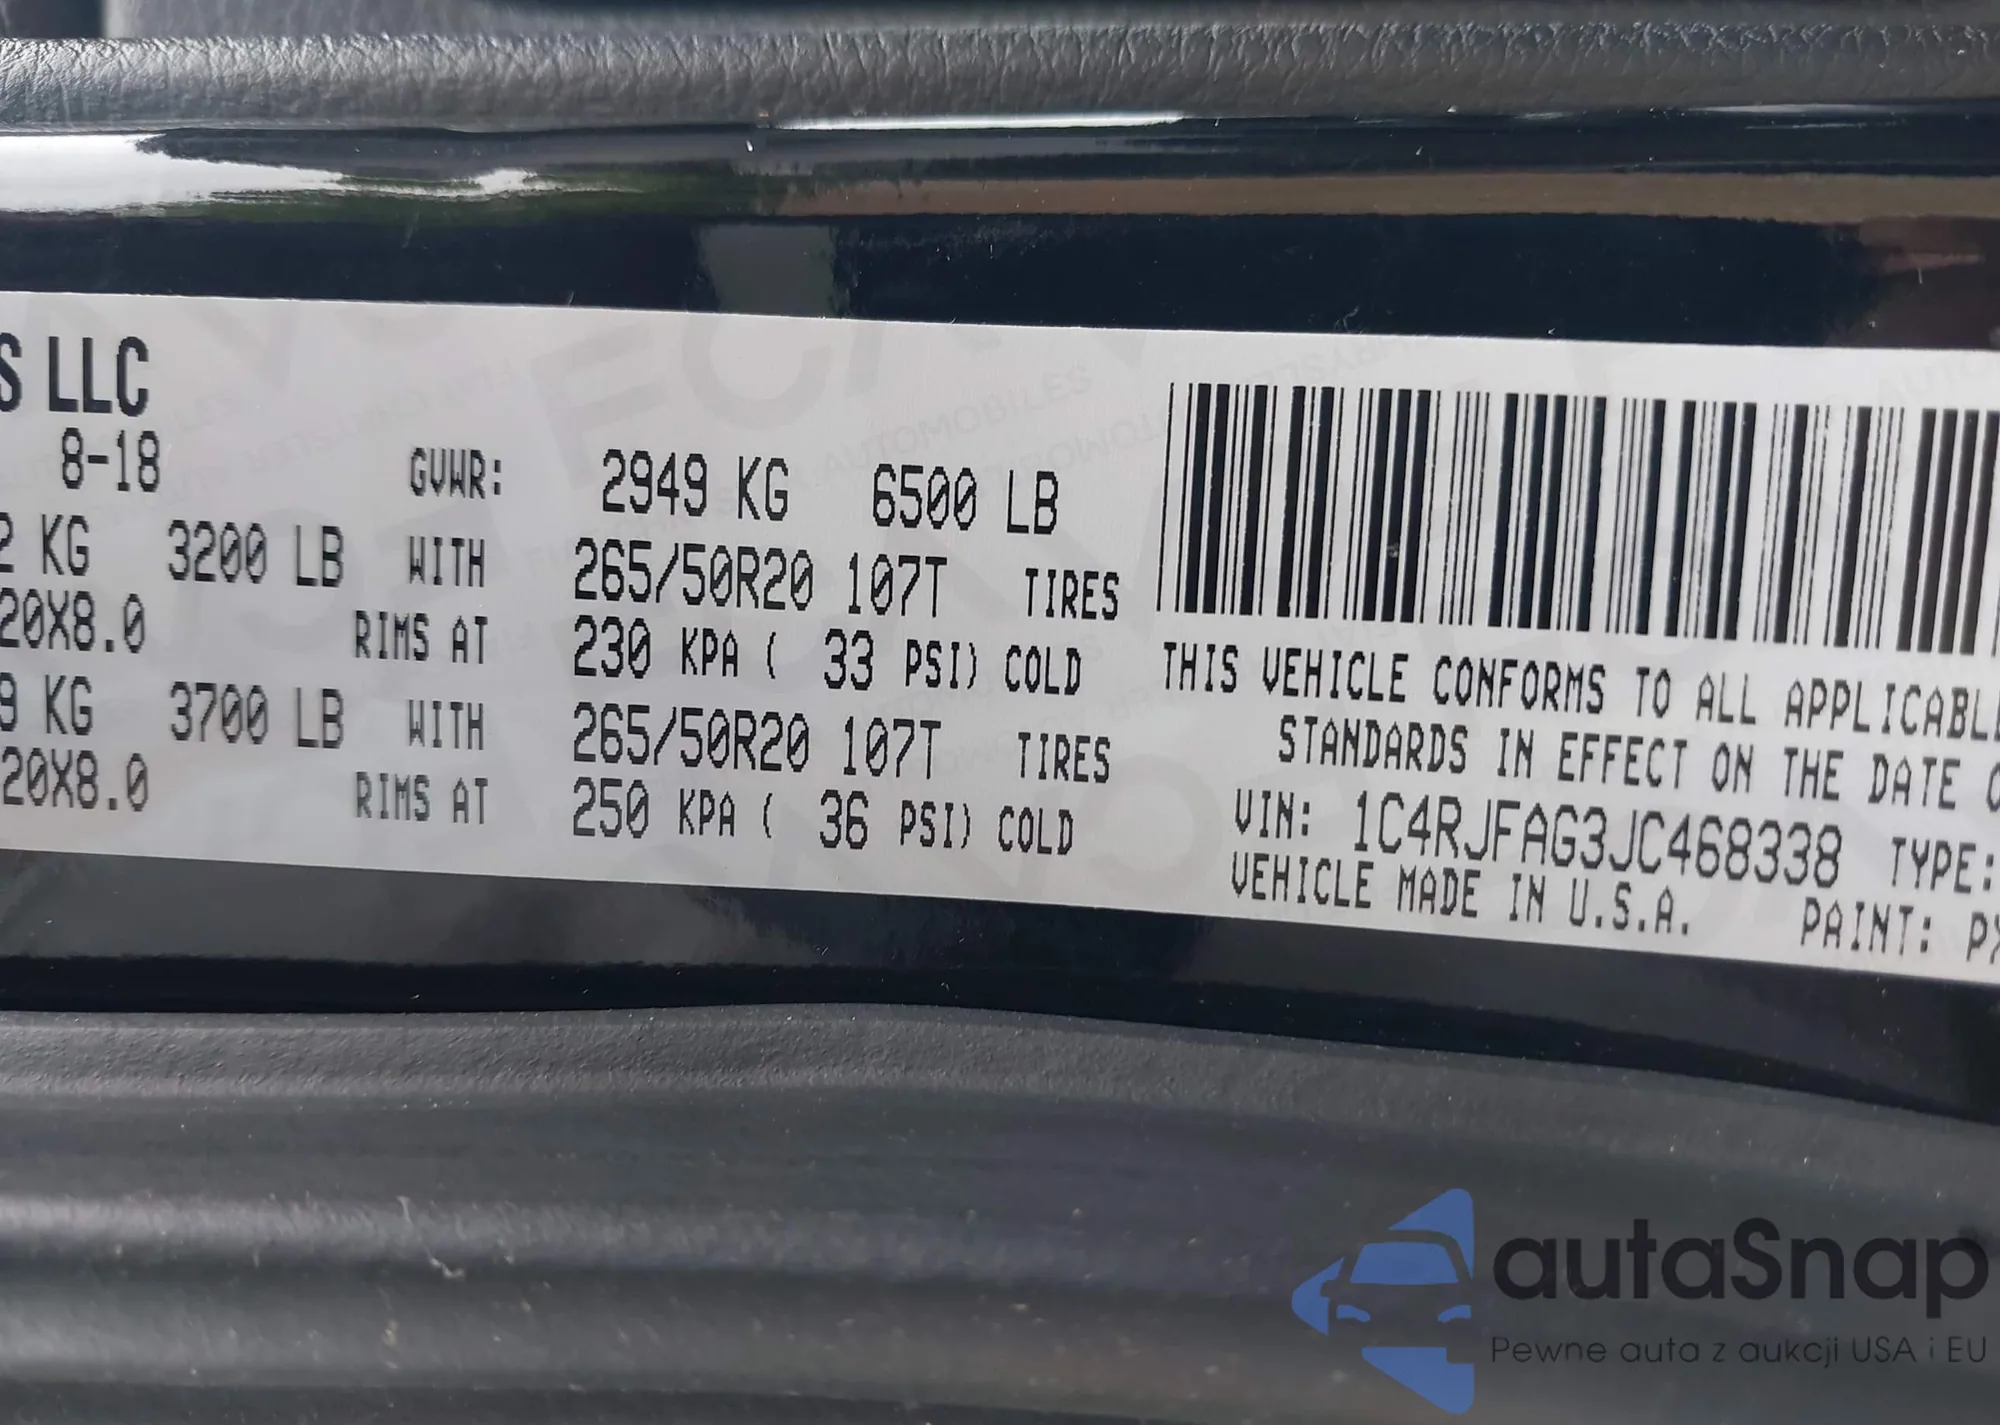 S LLC
8-18 GVWR: 2949 KG 6500 LB
2 KG 3200 LB WITH 265/50R20 107T TIRES
20X8.0 RIMS AT 230 KPA ( 33 PSI) COLD
9 KG 3700 LB WITH 265/50R20 107T TIRES
20X8.0 RIMS AT 250 KPA ( 36 PSI) COLD
THIS VEHICLE CONFORMS TO ALL APPLICABLE
STANDARDS IN EFFECT ON THE DATE O
VIN: 1C4RJFAG3JC468338 TYPE:
VEHICLE MADE IN U.S.A. PAINT: PX
autaSnap
Pewne auta z aukcji USA i EU